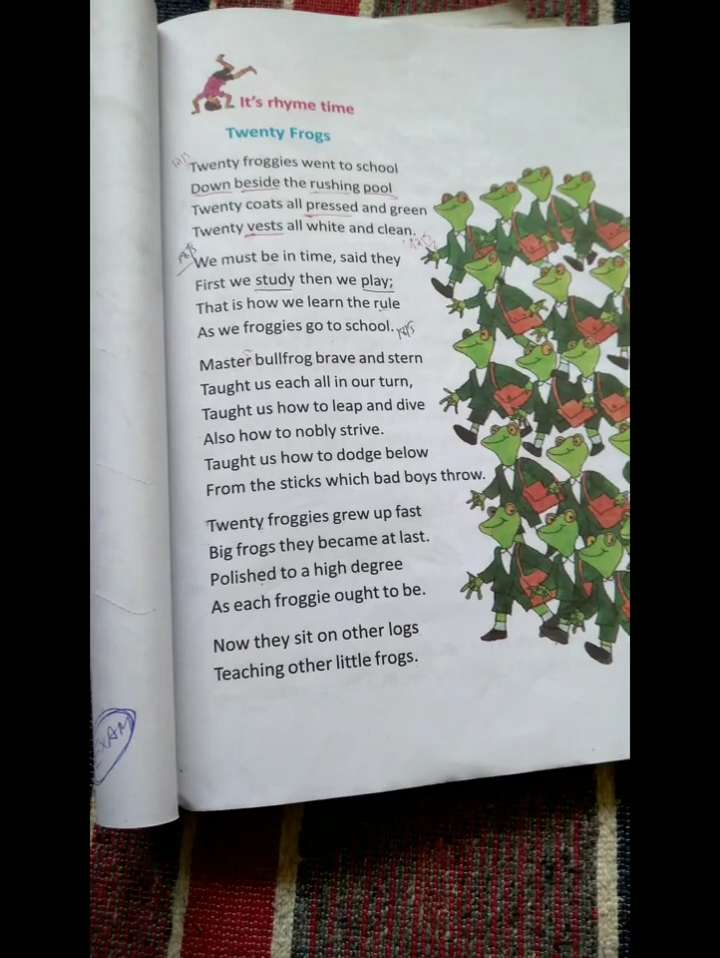 It's rhyme time
Twenty Frogs
Twenty froggies went to school
Down beside the rushing pool
Twenty coats all pressed and green
Twenty vests all white and clean.
We must be in time, said they
First we study then we play;
That is how we learn the rule
As we froggies go to school.
Master bullfrog brave and stern
Taught us each all in our turn,
Taught us how to leap and dive
Also how to nobly strive.
Taught us how to dodge below
From the sticks which bad boys throw.
Twenty froggies grew up fast
Big frogs they became at last.
Polished to a high degree
As each froggie ought to be.
Now they sit on other logs
Teaching other little frogs.
EXAM